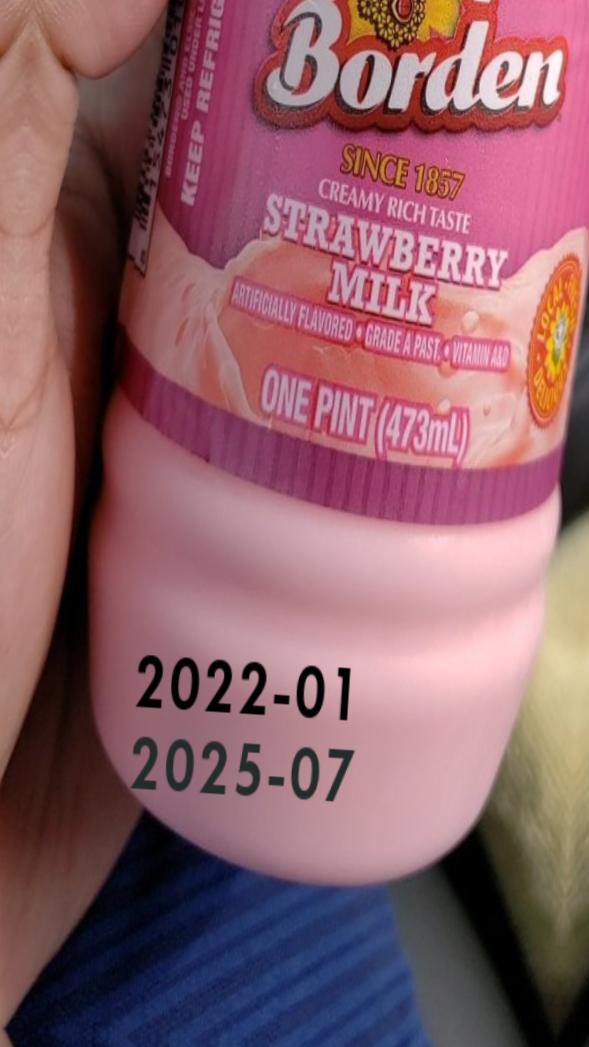 Borden
SINCE 1857
CREAMY RICH TASTE
STRAWBERRY
MILK
ARTIFICIALLY FLAVORED • GRADE A PAST. • VITAMIN A&D
ONE PINT (473mL)
KEEP REFRIG
2022-01
2025-07